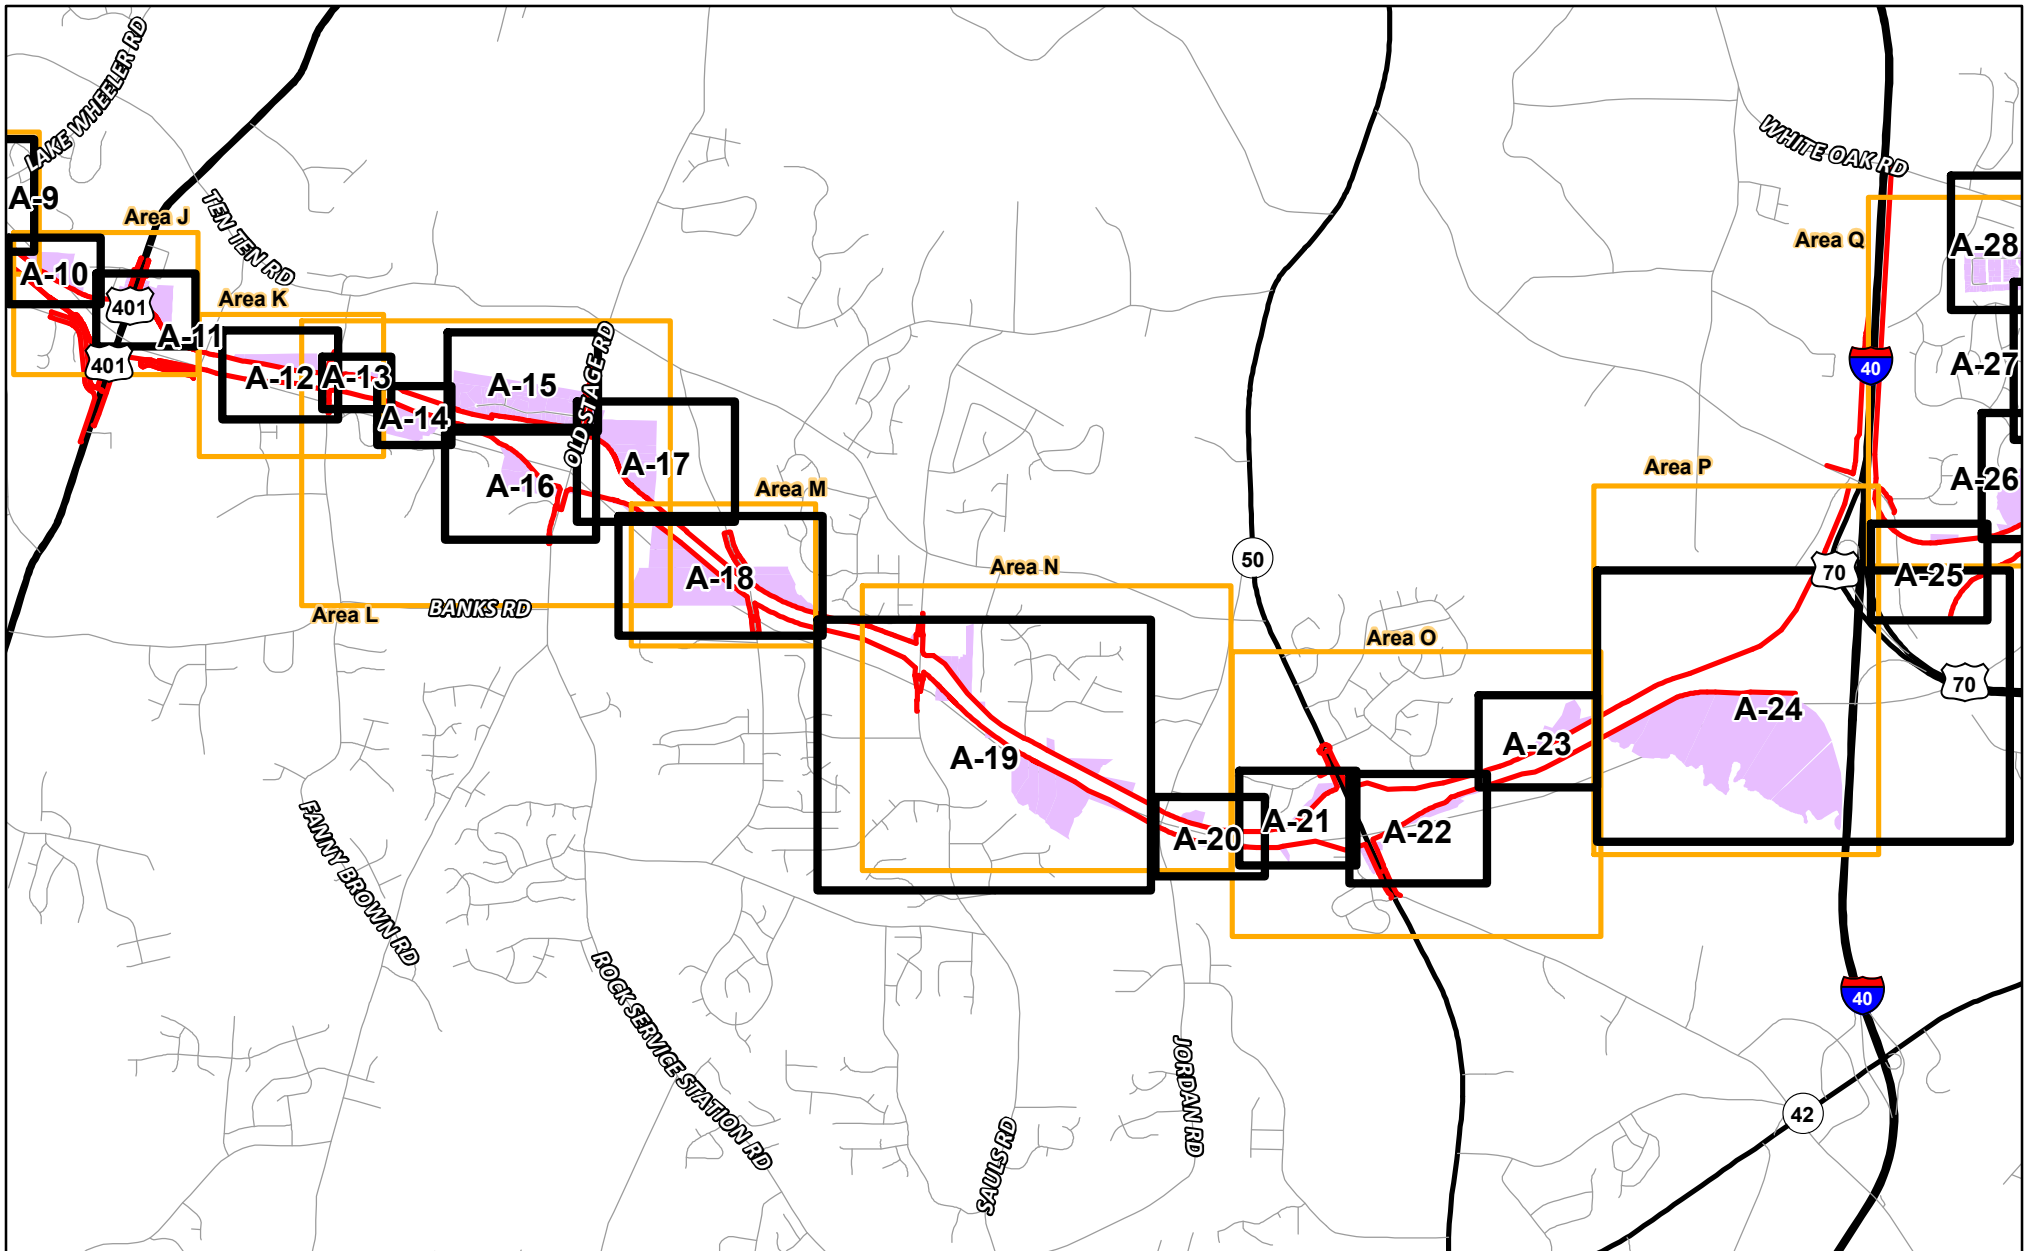 LAKE WHEELER RD
WHITE OAK RD
A-9
Area J
TEN TEN RD
Area Q
A-28
A-10
401
Area K
A-11
401
A-12
A-13
A-14
A-15
OLD STAGE RD
40
A-27
A-16
A-17
Area M
Area P
A-26
50
Area N
A-18
70
A-25
Area L
BANKS RD
Area O
70
A-24
A-23
A-19
A-20
A-21
A-22
FANNY BROWN RD
ROCK SERVICE STATION RD
40
JORDAN RD
SAULS RD
42